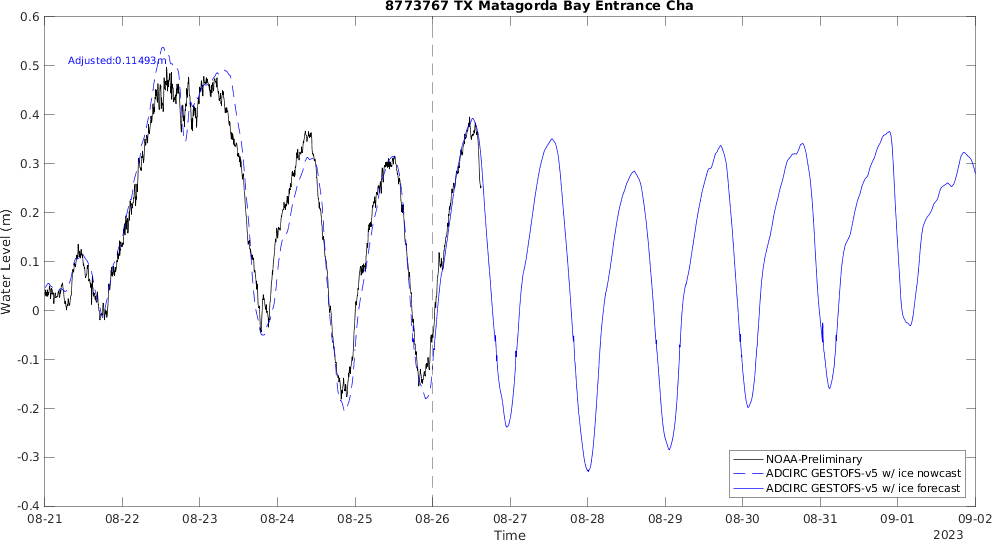 8773767 TX Matagorda Bay Entrance Cha
Adjusted:0.11493m
Water Level (m)
0.6
0.5
0.4
0.3
0.2
0.1
0
-0.1
-0.2
-0.3
-0.4
NOAA-Preliminary
ADCIRC GESTOFS-v5 w/ ice nowcast
ADCIRC GESTOFS-v5 w/ ice forecast
08-21 08-22 08-23 08-24 08-25 08-26 08-27 08-28 08-29 08-30 08-31 09-01 09-02
Time
2023